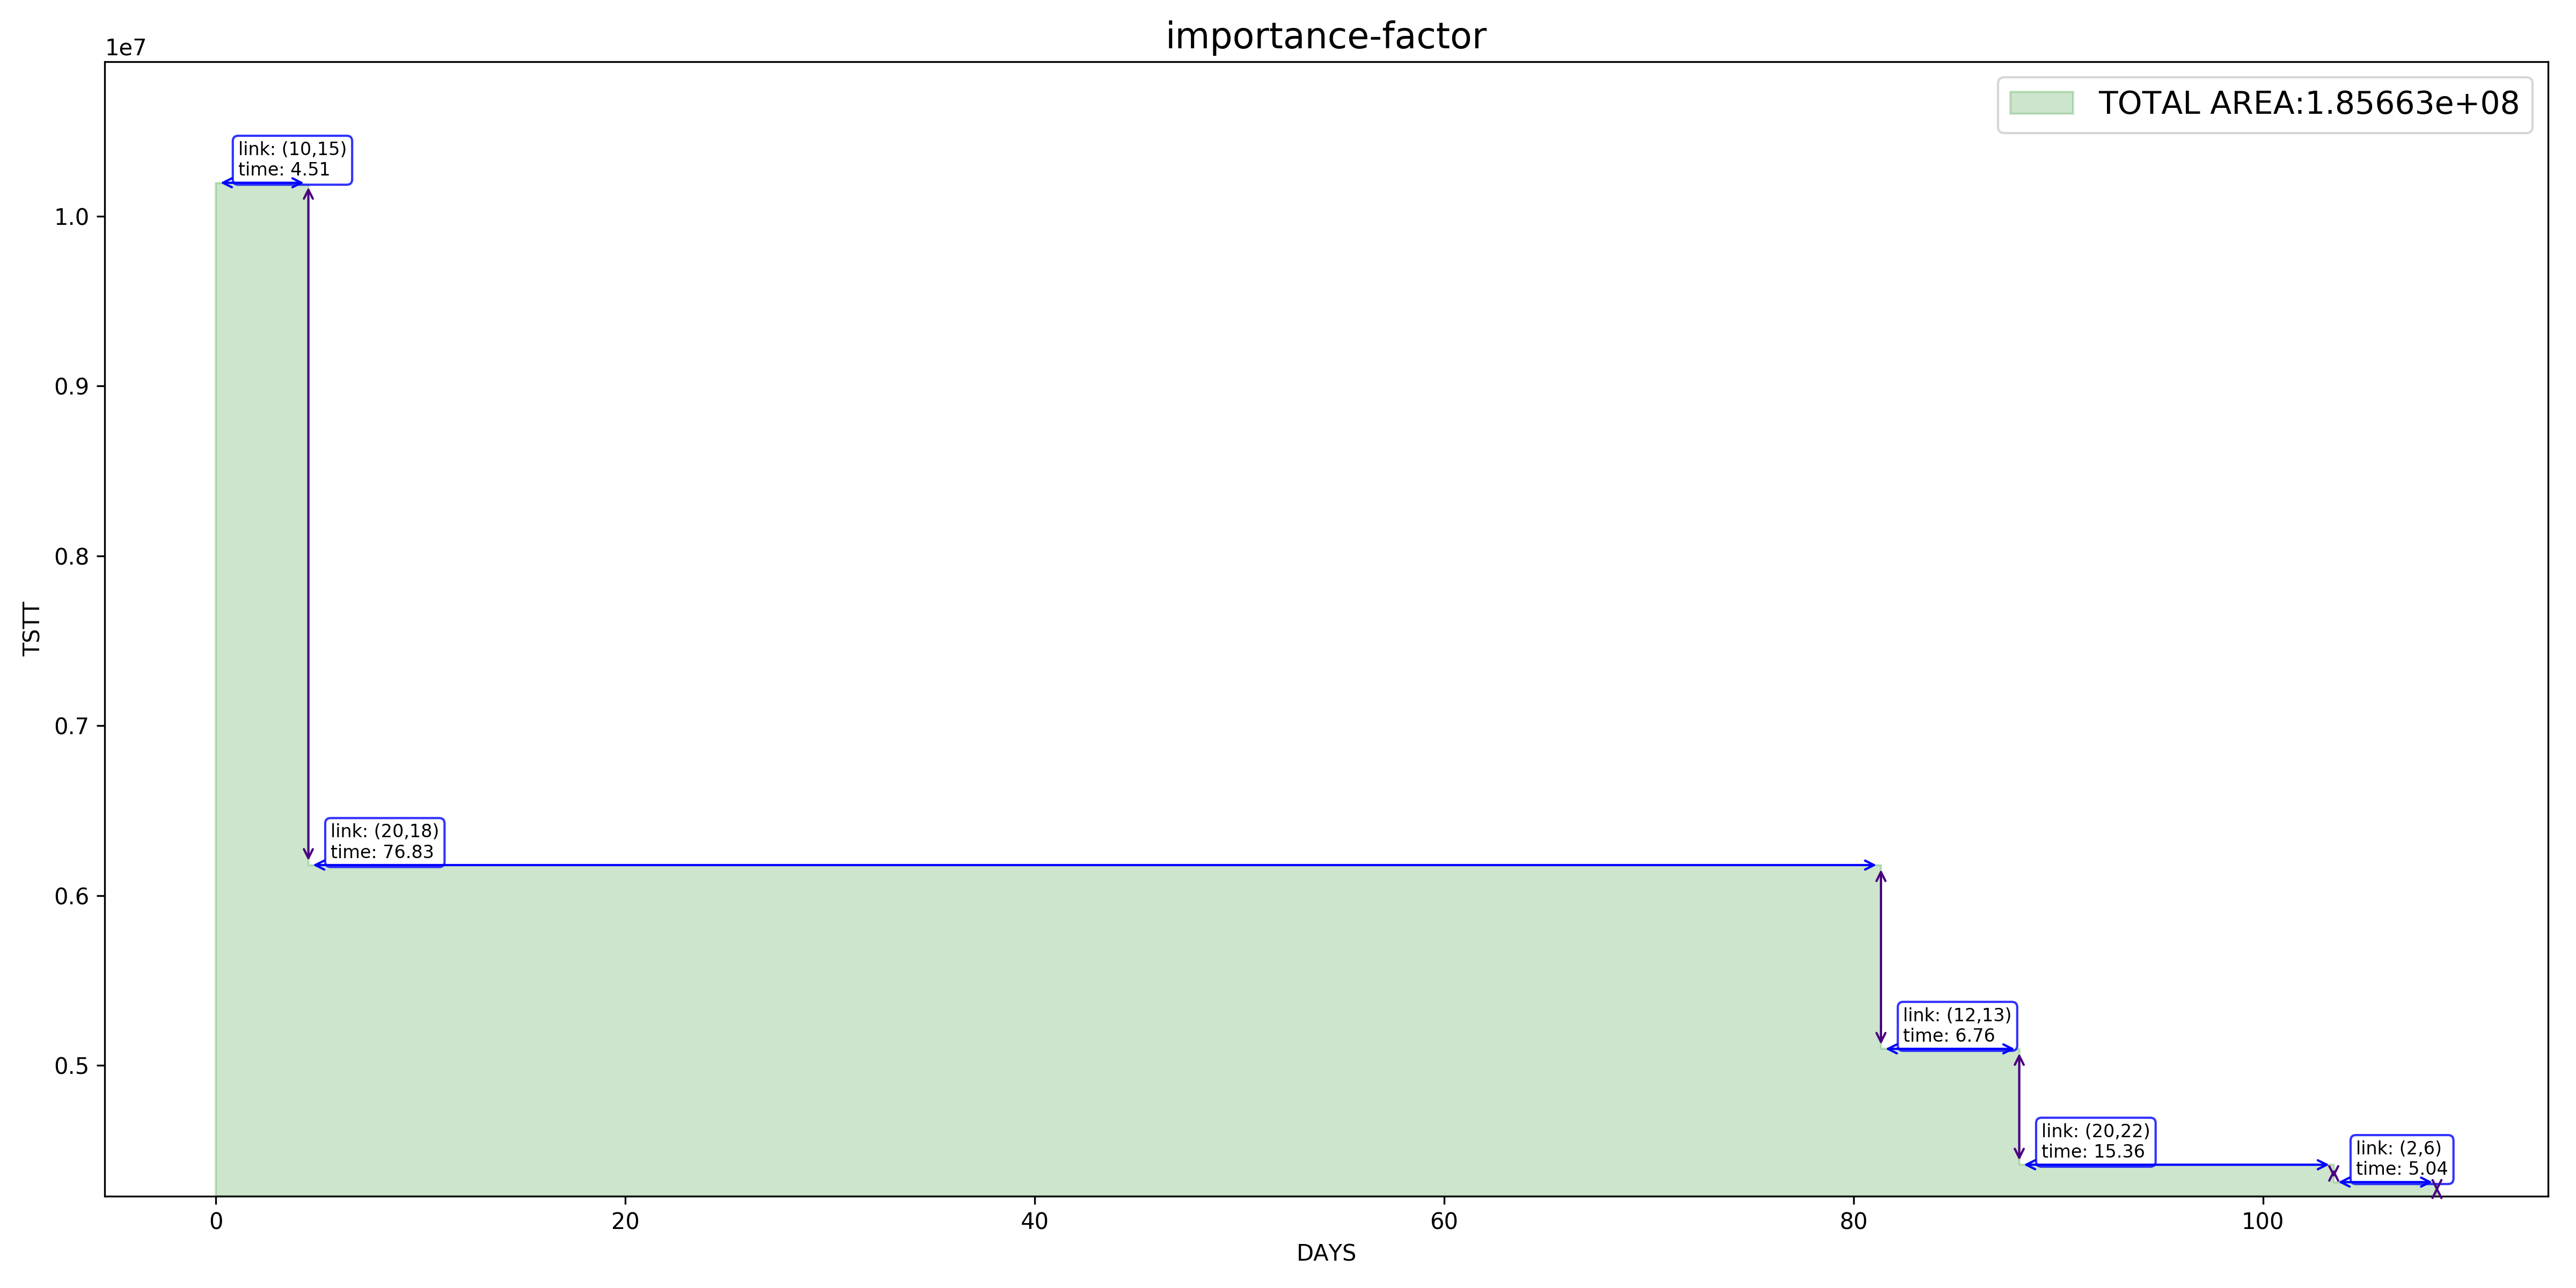 importance-factor
1e7
TOTAL AREA:1.85663e+08
link: (10,15)
time: 4.51
1.0
0.9
0.8
0.7
TSTT
link: (20,18)
time: 76.83
0.6
link: (12,13)
time: 6.76
0.5
link: (20,22)
time: 15.36
link: (2,6)
time: 5.04
0 20 40 60 80 100
DAYS